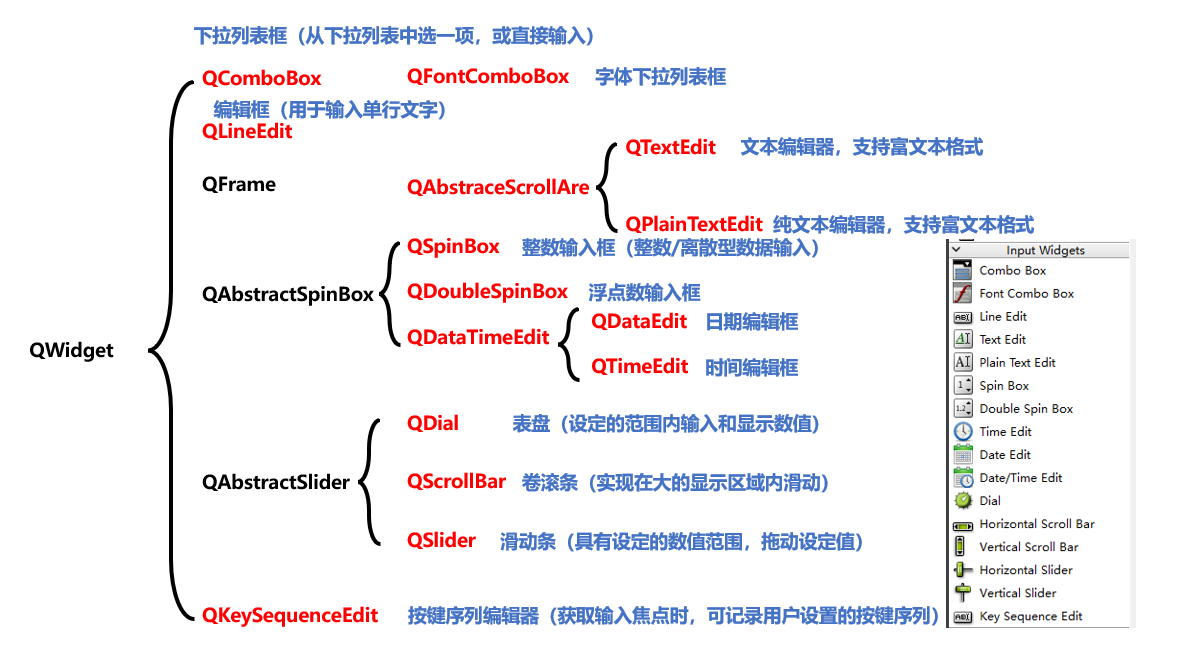 下拉列表框（从下拉列表中选一项，或直接输入）
QComboBox QFontComboBox 字体下拉列表框
编辑框（用于输入单行文字）
QLineEdit
QTextEdit 文本编辑器，支持富文本格式
QFrame QAbstraceScrollAre
QPlainTextEdit 纯文本编辑器，支持富文本格式
QSpinBox 整数输入框（整数/离散型数据输入）
QAbstractSpinBox QDoubleSpinBox 浮点数输入框
QDataTimeEdit QDataEdit 日期编辑框
QTimeEdit 时间编辑框
QWidget
QDial 表盘（设定的范围内输入和显示数值）
QAbstractSlider QScrollBar 卷滚条（实现在大的显示区域内滑动）
QSlider 滑动条（具有设定的数值范围，拖动设定值）
QKeySequenceEdit 按键序列编辑器（获取输入焦点时，可记录用户设置的按键序列）
Input Widgets
Combo Box
Font Combo Box
Line Edit
Text Edit
Plain Text Edit
Spin Box
Double Spin Box
Time Edit
Date Edit
Date/Time Edit
Dial
Horizontal Scroll Bar
Vertical Scroll Bar
Horizontal Slider
Vertical Slider
Key Sequence Edit